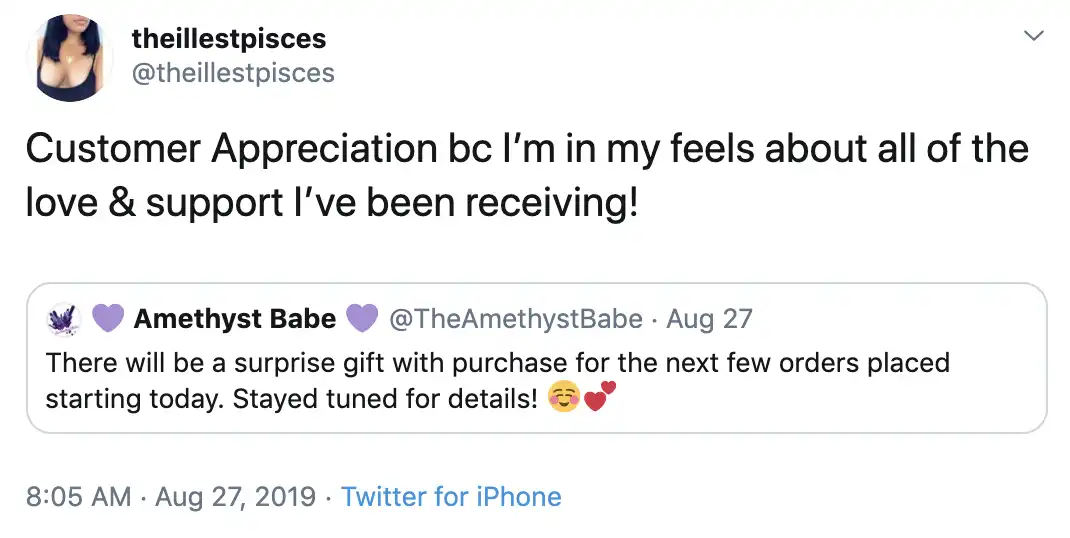 theillestpisces
@theillestpisces
Customer Appreciation bc I’m in my feels about all of the
love & support I’ve been receiving!
💜 Amethyst Babe 💜 @TheAmethystBabe · Aug 27
There will be a surprise gift with purchase for the next few orders placed
starting today. Stayed tuned for details! ☺️💕
8:05 AM · Aug 27, 2019 · Twitter for iPhone